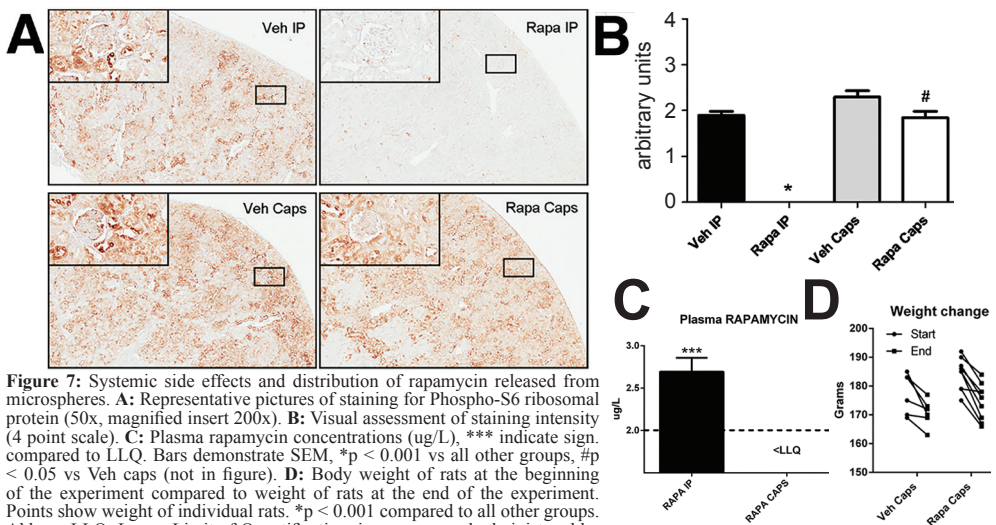 A
Veh IP
Rapa IP
Veh Caps
Rapa Caps
B
arbitrary units
4
3
2
1
0
*
#
Veh IP
Rapa IP
Veh Caps
Rapa Caps
C
Plasma RAPAMYCIN
ug/L
3.0
2.5
2.0
***
<LLQ
RAPA IP
RAPA CAPS
D
Weight change
Start
End
Grams
200
190
180
170
160
150
Veh Caps
Rapa Caps
Figure 7: Systemic side effects and distribution of rapamycin released from
microspheres. A: Representative pictures of staining for Phospho-S6 ribosomal
protein (50x, magnified insert 200x). B: Visual assessment of staining intensity
(4 point scale). C: Plasma rapamycin concentrations (ug/L), *** indicate sign.
compared to LLQ. Bars demonstrate SEM, *p < 0.001 vs all other groups, #p
< 0.05 vs Veh caps (not in figure). D: Body weight of rats at the beginning
of the experiment compared to weight of rats at the end of the experiment.
Points show weight of individual rats. *p < 0.001 compared to all other groups.